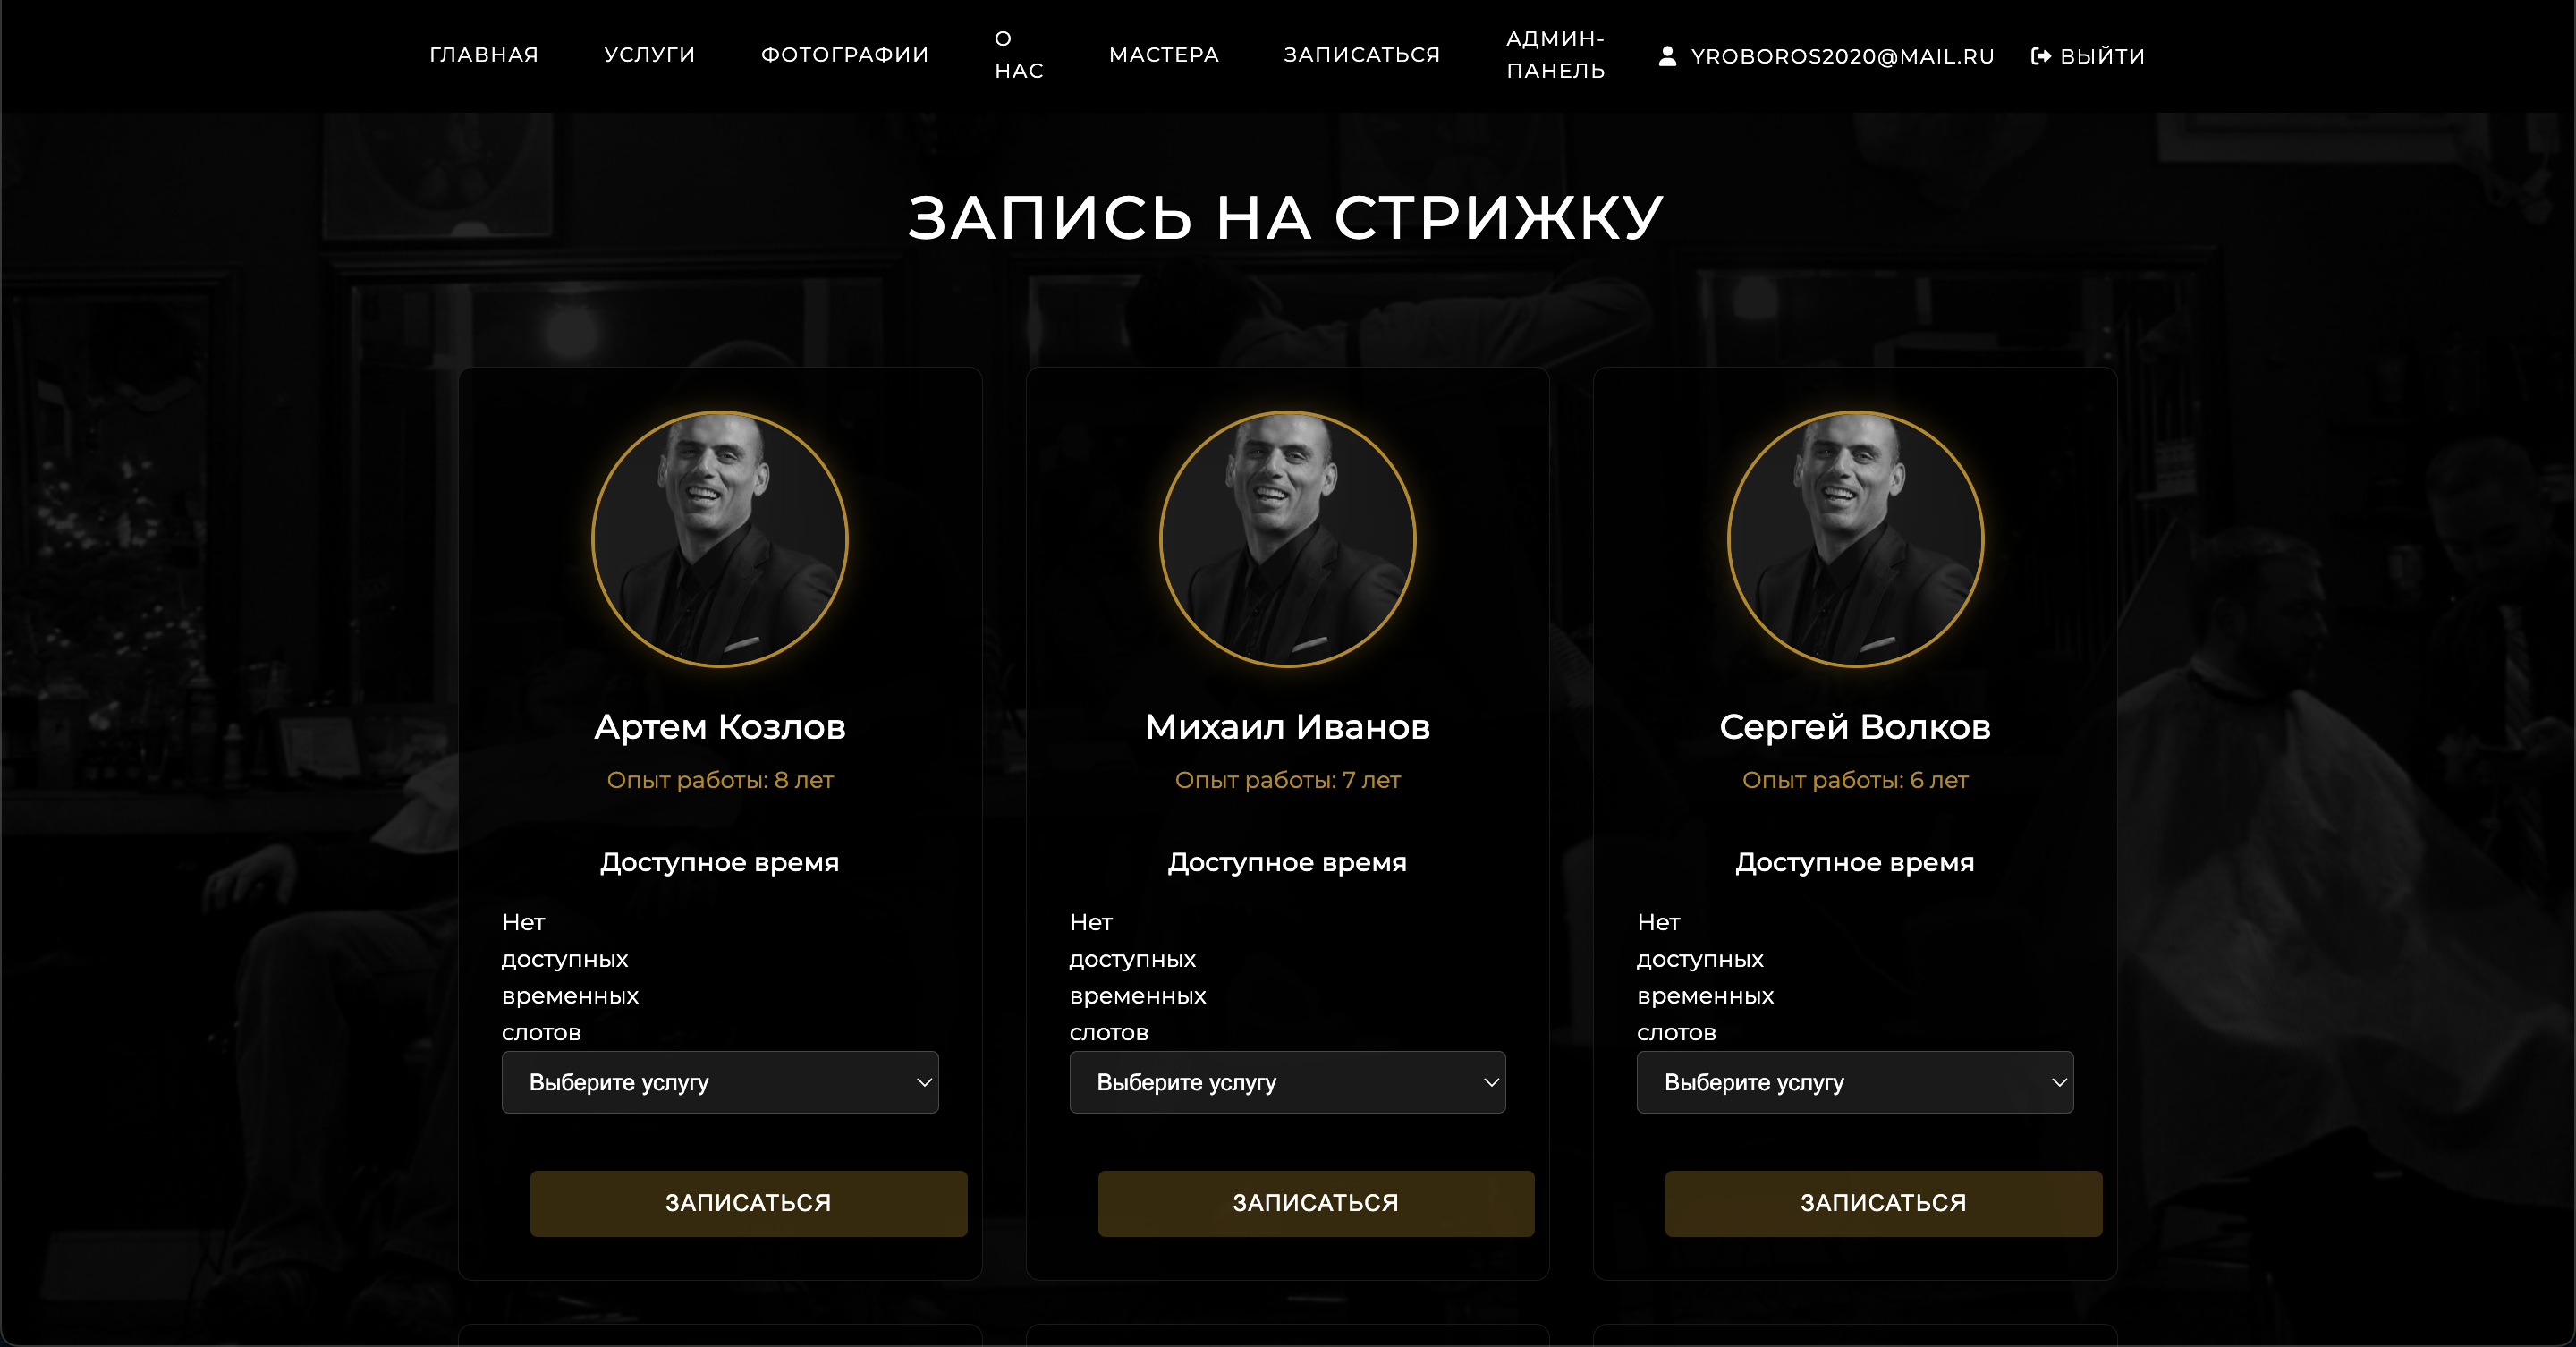 ГЛАВНАЯ
УСЛУГИ
ФОТОГРАФИИ
О
НАС
МАСТЕРА
ЗАПИСАТЬСЯ
АДМИН-
ПАНЕЛЬ
YROBOROS2020@MAIL.RU
ВЫЙТИ
ЗАПИСЬ НА СТРИЖКУ
Артем Козлов
Опыт работы: 8 лет
Доступное время
Нет
доступных
временных
слотов
Выберите услугу
ЗАПИСАТЬСЯ
Михаил Иванов
Опыт работы: 7 лет
Доступное время
Нет
доступных
временных
слотов
Выберите услугу
ЗАПИСАТЬСЯ
Сергей Волков
Опыт работы: 6 лет
Доступное время
Нет
доступных
временных
слотов
Выберите услугу
ЗАПИСАТЬСЯ